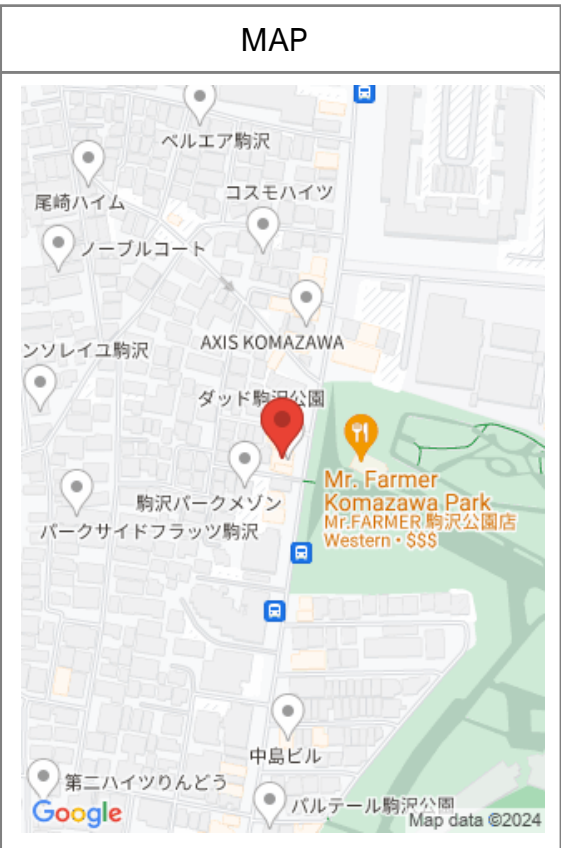 MAP
ベルエア駒沢
尾崎ハイム
コスモハイツ
ノーブルコート
AXIS KOMAZAWA
ンソレイユ駒沢
ダッド駒沢公園
Mr. Farmer
Komazawa Park
Mr.FARMER 駒沢公園店
Western • $$$
駒沢パークメゾン
パークサイドフラッツ駒沢
中島ビル
第二ハイツりんどう
パルテール駒沢公園
Google
Map data ©2024